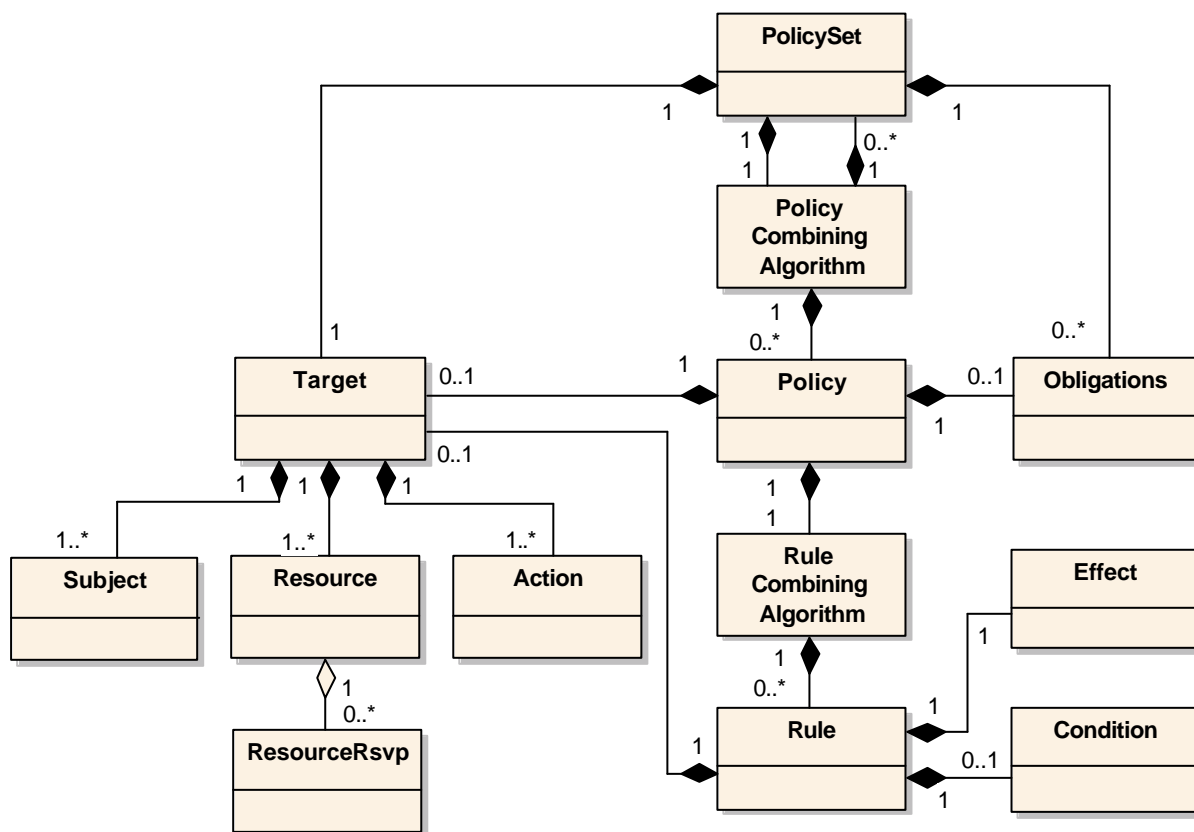 PolicySet
1
1
1
0..*
1
1
Policy
Combining
Algorithm
1
0..*
1
0..*
Target
0..1
1
Policy
0..1
1
Obligations
0..1
1
1
1
1
1
1..*
1..*
1..*
Subject
Resource
Action
Rule
Combining
Algorithm
Effect
1
1
0..*
1
0..*
1
1
0..1
1
ResourceRsvp
Rule
Condition